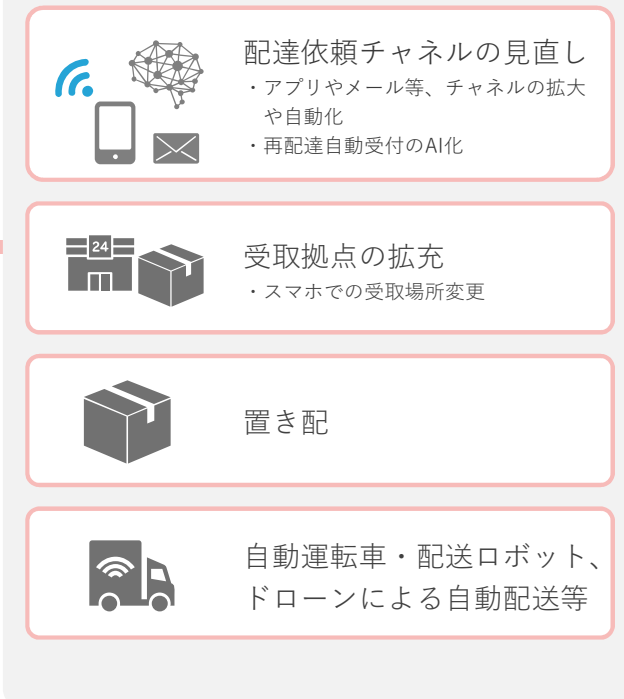 配達依頼チャネルの見直し
・アプリやメール等、チャネルの拡大
や自動化
・再配達自動受付のAI化
24
受取拠点の拡充
・スマホでの受取場所変更
置き配
自動運転車・配送ロボット、
ドローンによる自動配送等